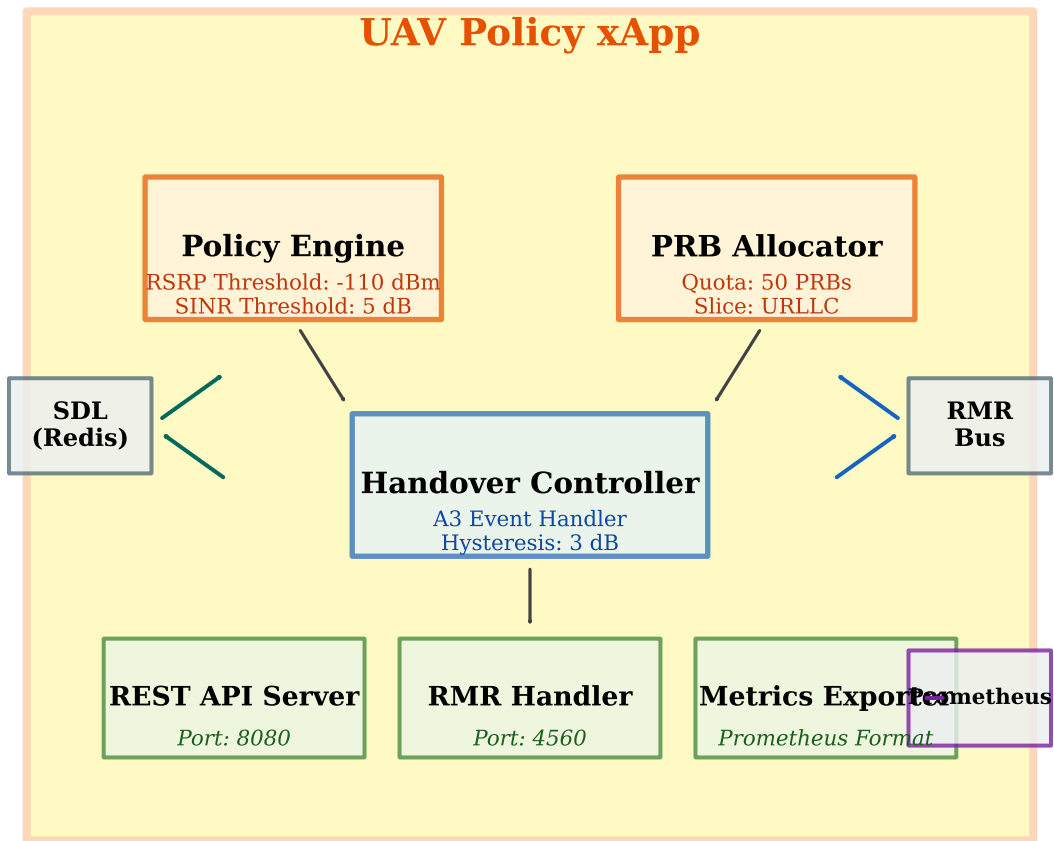 UAV Policy xApp
Policy Engine
RSRP Threshold: -110 dBm
SINR Threshold: 5 dB
PRB Allocator
Quota: 50 PRBs
Slice: URLLC
SDL
(Redis)
RMR
Bus
Handover Controller
A3 Event Handler
Hysteresis: 3 dB
REST API Server
Port: 8080
RMR Handler
Port: 4560
Metrics Exporter
Prometheus Format
Prometheus